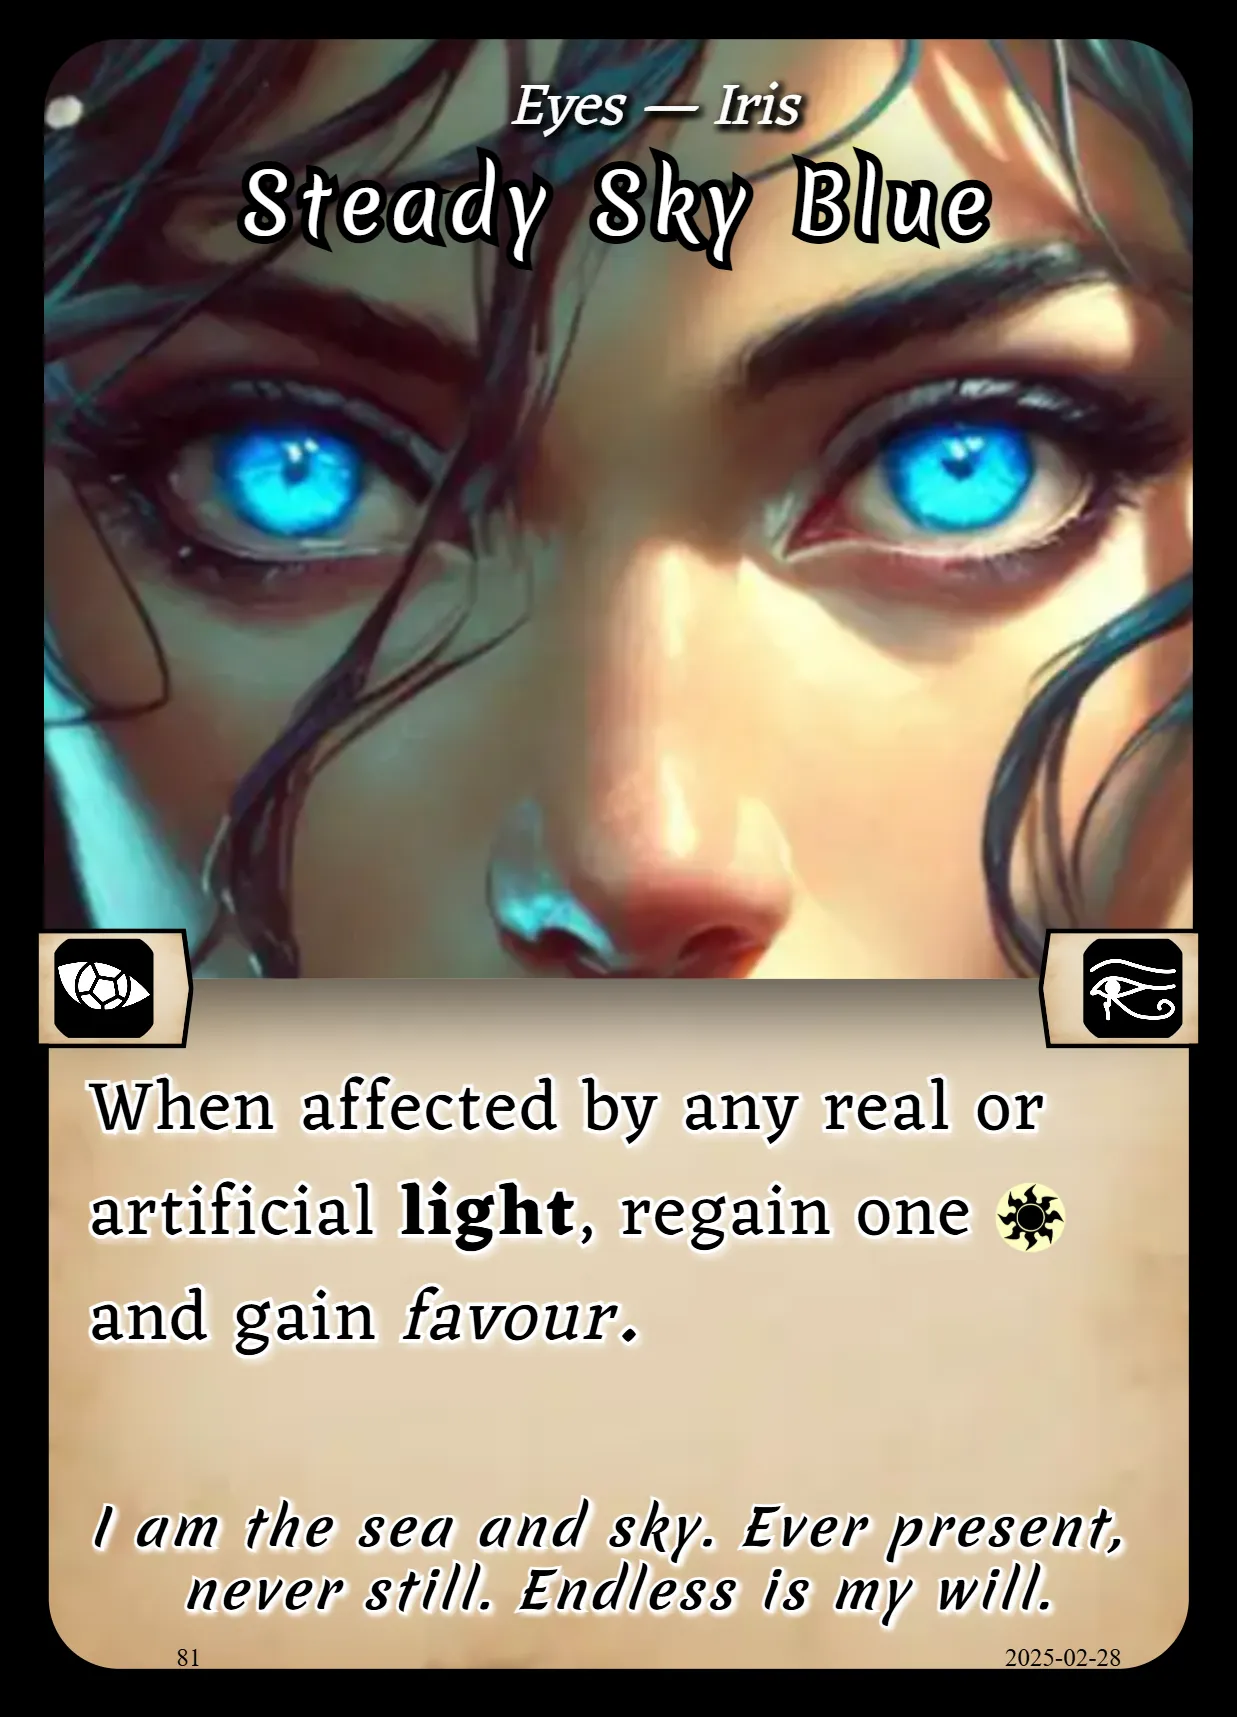 Eyes — Iris
Steady Sky Blue
When affected by any real or
artificial light, regain one
and gain favour.
I am the sea and sky. Ever present,
never still. Endless is my will.
81 2025-02-28